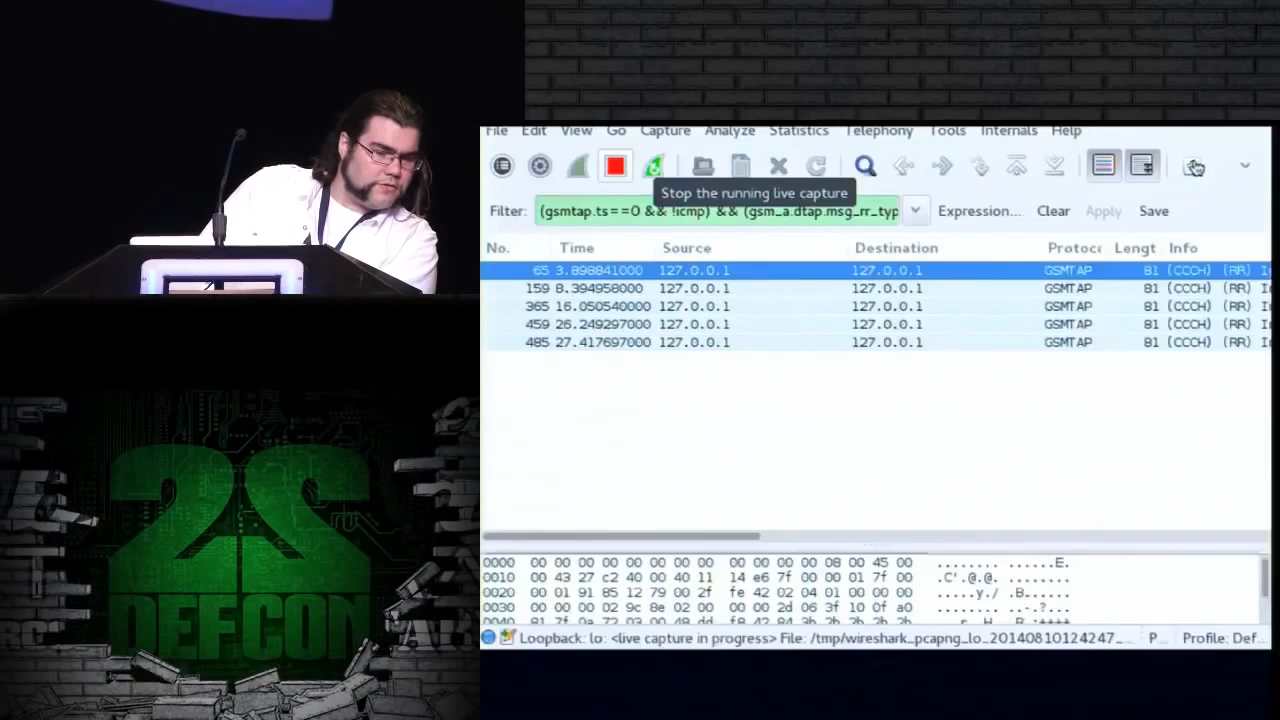 File Edit View Go Capture Analyze Statistics Telephony Tools Internals Help
Stop the running live capture
Filter: (gsmtap.ts==0 && !icmp) && (gsm_a.dtap.msg_rr_typ Expression... Clear Apply Save
No. Time Source Destination Protoc Lengt Info
65 3.898841000 127.0.0.1 127.0.0.1 GSMTAP 81 (CCCH) (RR) I
159 8.394958000 127.0.0.1 127.0.0.1 GSMTAP 81 (CCCH) (RR) I
365 16.050540000 127.0.0.1 127.0.0.1 GSMTAP 81 (CCCH) (RR) I
459 26.249297000 127.0.0.1 127.0.0.1 GSMTAP 81 (CCCH) (RR) I
485 27.417697000 127.0.0.1 127.0.0.1 GSMTAP 81 (CCCH) (RR) I
0000 00 00 00 00 00 00 00 00 00 00 00 00 08 00 45 00 ........ ......E.
0010 00 43 27 c2 40 00 40 11 14 e6 7f 00 00 01 7f 00 .C'.@.@. ........
0020 00 01 91 85 12 79 00 2f fe 42 02 04 01 00 00 00 .....y./ .B......
0030 00 00 02 9c 8e 02 00 00 00 2d 06 3f 10 0f a0
Loopback: lo: <live capture in progress> File: /tmp/wireshark_pcapng_lo_20140810124247_... P... Profile: Def...
22
DEFCON